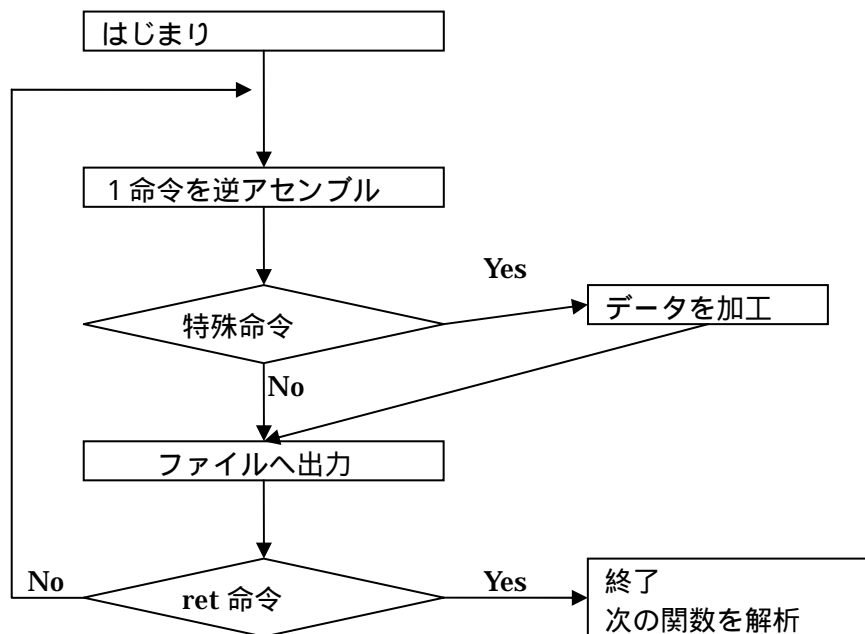 はじまり
1命令を逆アセンブル
Yes
データを加工
特殊命令
No
ファイルへ出力
No
ret 命令
Yes
終了
次の関数を解析